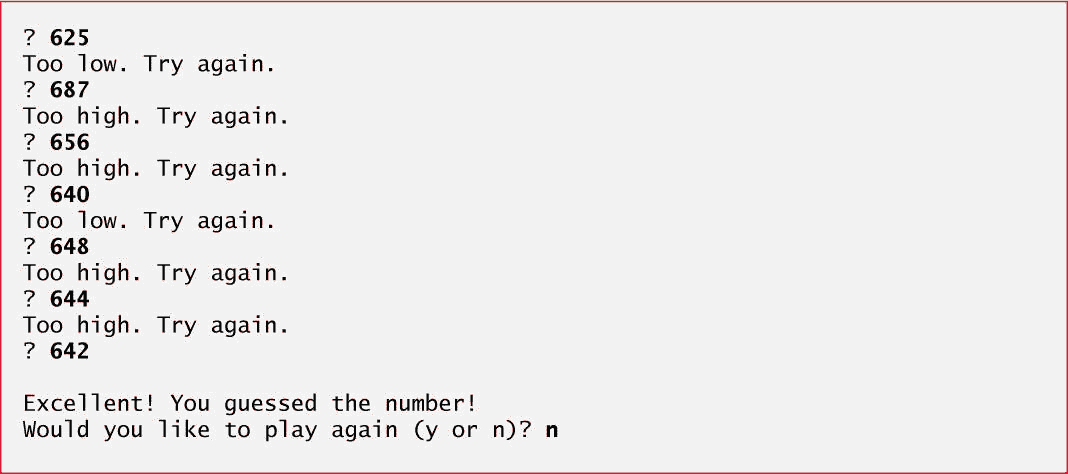 ? 625
Too low. Try again.
? 687
Too high. Try again.
? 656
Too high. Try again.
? 640
Too low. Try again.
? 648
Too high. Try again.
? 644
Too high. Try again.
? 642
Excellent! You guessed the number!
Would you like to play again (y or n)? n